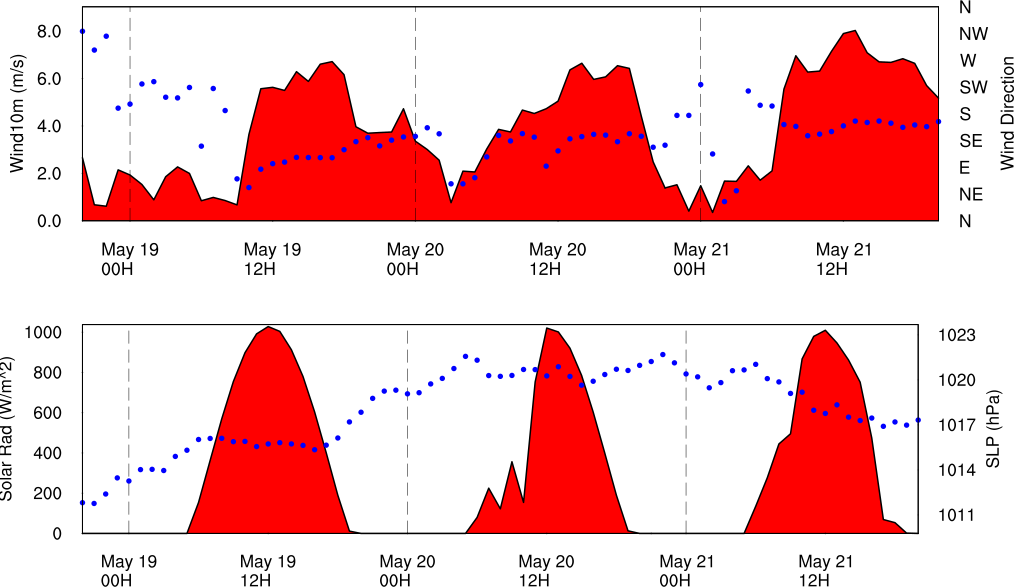 Wind10m (m/s)
8.0
6.0
4.0
2.0
0.0
N
NW
W
SW
S
SE
E
NE
N
Wind Direction
May 19 May 19 May 20 May 20 May 21 May 21
00H 12H 00H 12H 00H 12H
Solar Rad (W/m^2)
1000
800
600
400
200
0
1023
1020
1017
1014
1011
SLP (hPa)
May 19 May 19 May 20 May 20 May 21 May 21
00H 12H 00H 12H 00H 12H